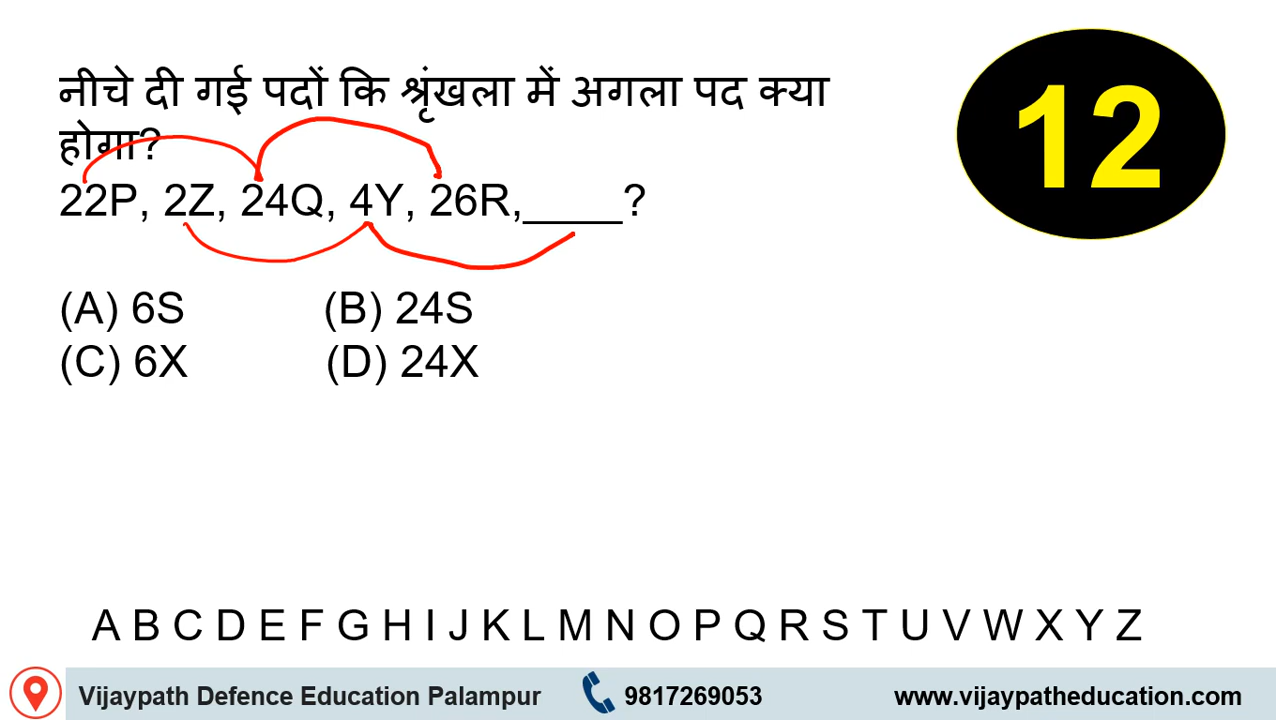 नीचे दी गई पदों कि श्रृंखला में अगला पद क्या
होगा?
22P, 2Z, 24Q, 4Y, 26R,____?
(A) 6S (B) 24S
(C) 6X (D) 24X
12
A B C D E F G H I J K L M N O P Q R S T U V W X Y Z
Vijaypath Defence Education Palampur 9817269053 www.vijaypatheducation.com